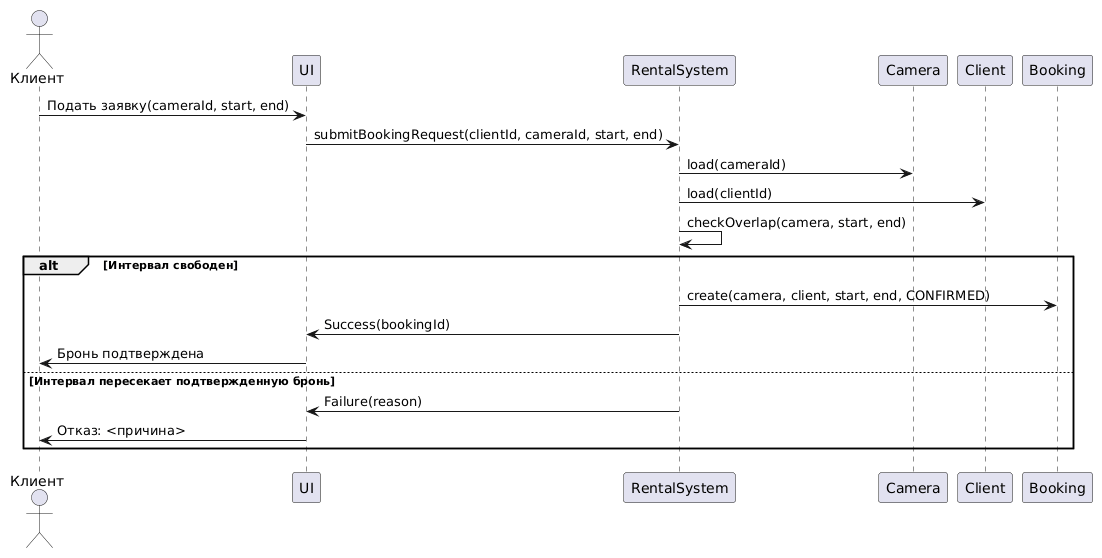 Клиент
UI
RentalSystem
Camera
Client
Booking
Подать заявку(cameraId, start, end)
submitBookingRequest(clientId, cameraId, start, end)
load(cameraId)
load(clientId)
checkOverlap(camera, start, end)
alt [Интервал свободен]
create(camera, client, start, end, CONFIRMED)
Success(bookingId)
Бронь подтверждена
[Интервал пересекает подтвержденную бронь]
Failure(reason)
Отказ: <причина>
Клиент
UI
RentalSystem
Camera
Client
Booking